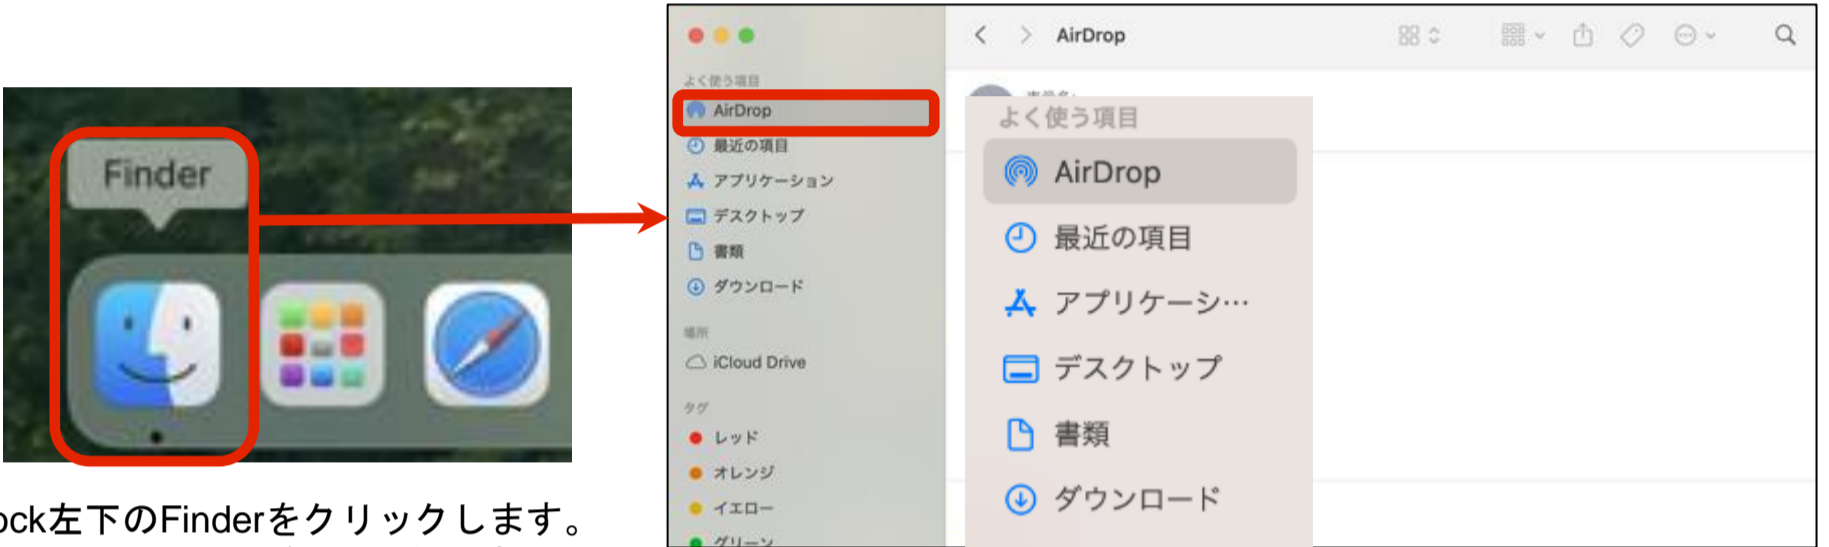 Finder
ock左下のFinderをクリックします。
AirDrop
よく使う項目
AirDrop
最近の項目
アプリケーション
デスクトップ
書類
ダウンロード
場所
iCloud Drive
タグ
レッド
オレンジ
イエロー
グリーン
よく使う項目
AirDrop
最近の項目
アプリケーシ…
デスクトップ
書類
ダウンロード